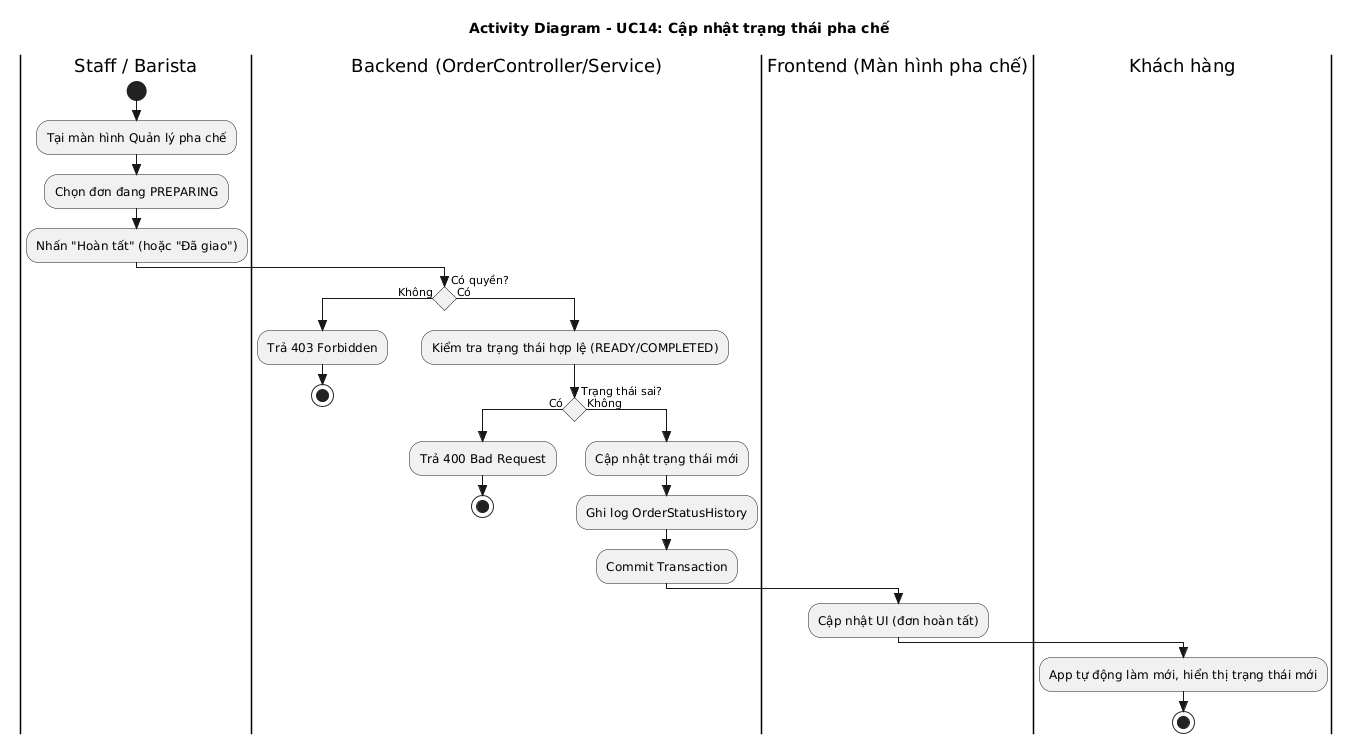 Activity Diagram - UC14: Cập nhật trạng thái pha chế
Staff / Barista
Backend (OrderController/Service)
Frontend (Màn hình pha chế)
Khách hàng
Tại màn hình Quản lý pha chế
Chọn đơn đang PREPARING
Nhấn "Hoàn tất" (hoặc "Đã giao")
Có quyền?
Không
Có
Trả 403 Forbidden
Kiểm tra trạng thái hợp lệ (READY/COMPLETED)
Trạng thái sai?
Có
Không
Trả 400 Bad Request
Cập nhật trạng thái mới
Ghi log OrderStatusHistory
Commit Transaction
Cập nhật UI (đơn hoàn tất)
App tự động làm mới, hiển thị trạng thái mới